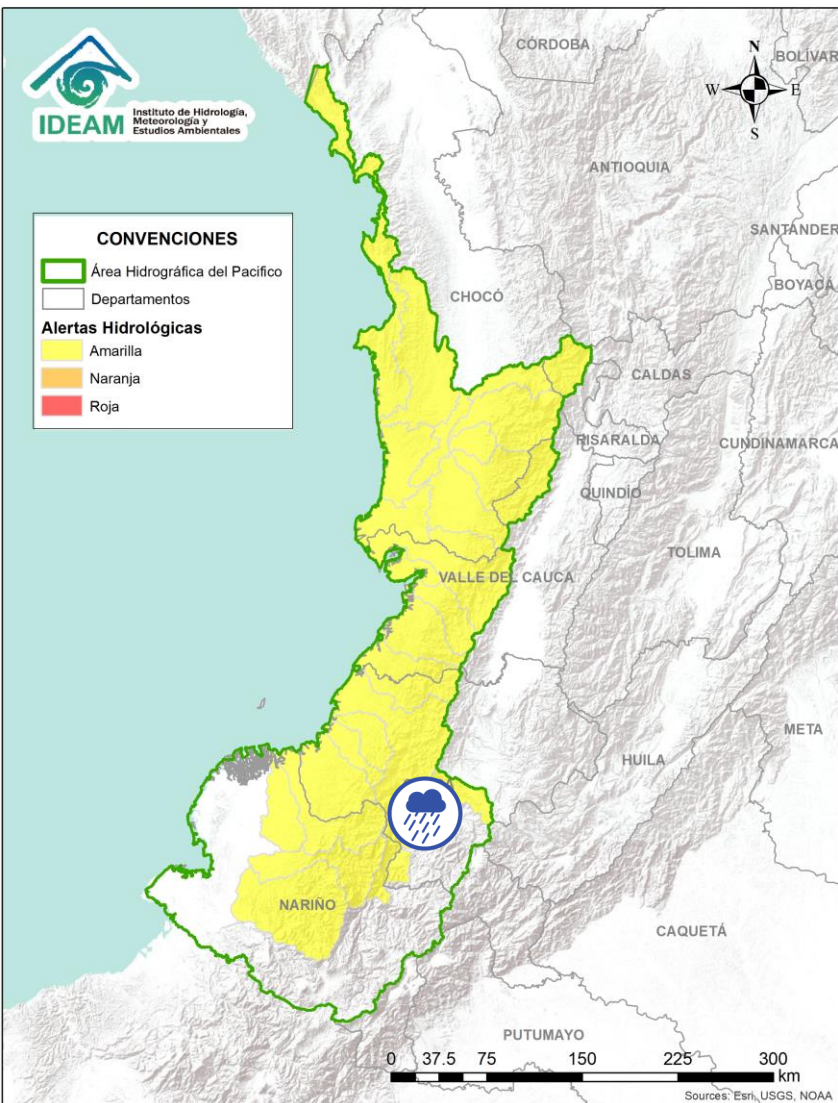 IDEAM
Instituto de Hidrología,
Meteorología y
Estudios Ambientales
CONVENCIONES
Área Hidrográfica del Pacifico
Departamentos
Alertas Hidrológicas
Amarilla
Naranja
Roja
N
W
E
S
CÓRDOBA
BOLÍVAR
ANTIOQUIA
SANTANDER
BOYACÁ
CHOCÓ
CALDAS
RISARALDA
CUNDINAMARCA
QUINDÍO
TOLIMA
VALLE DEL CAUCA
META
HUILA
NARIÑO
CAQUETÁ
PUTUMAYO
0 37.5 75 150 225 300
km
Sources: Esri, USGS, NOAA